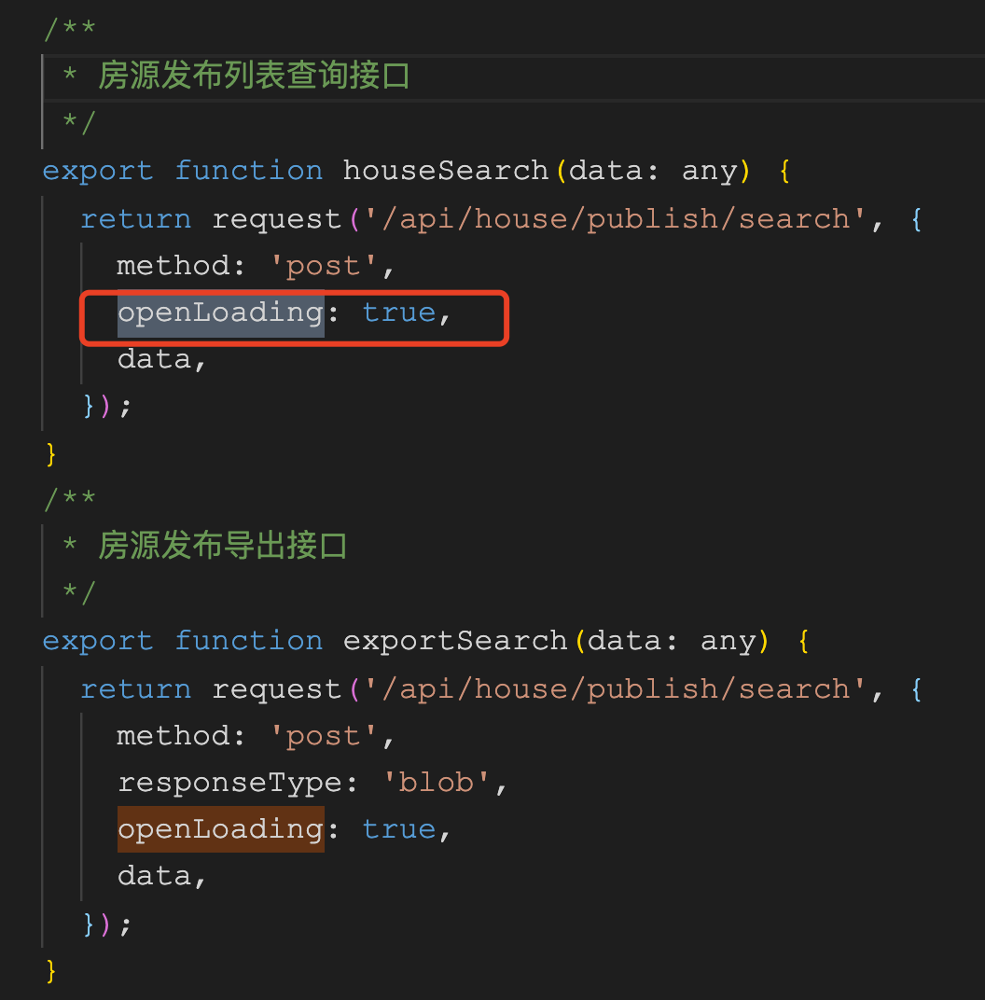 /**
 * 房源发布列表查询接口
 */
export function houseSearch(data: any) {
  return request('/api/house/publish/search', {
    method: 'post',
    openLoading: true,
    data,
  });
}
/**
 * 房源发布导出接口
 */
export function exportSearch(data: any) {
  return request('/api/house/publish/search', {
    method: 'post',
    responseType: 'blob',
    openLoading: true,
    data,
  });
}